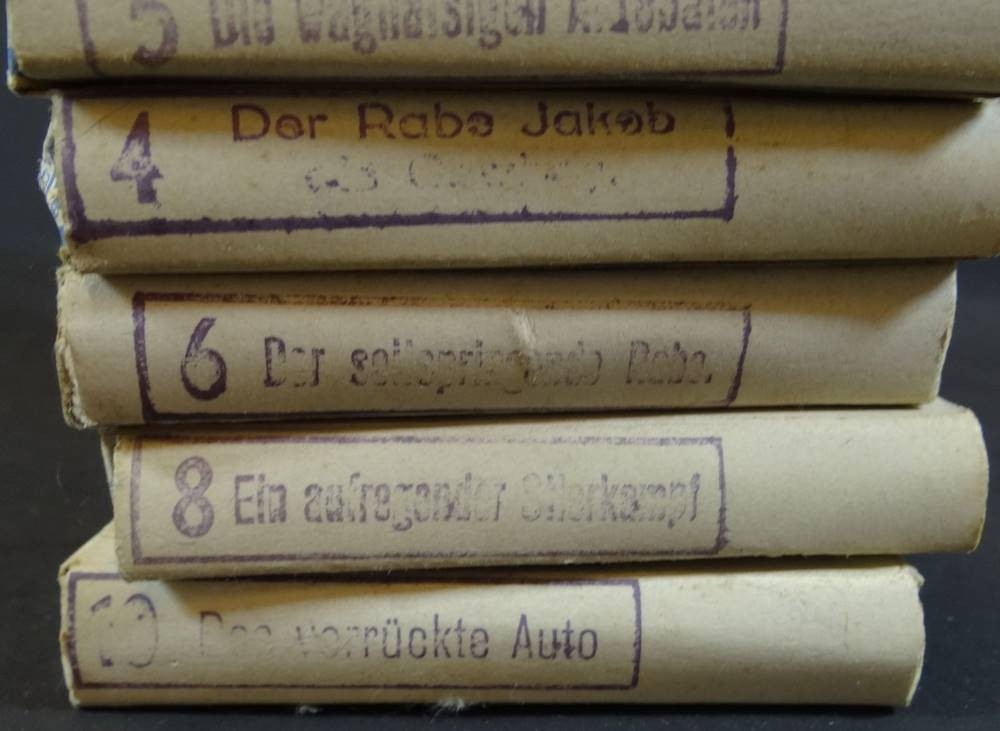 5 Die waghalsigen Akrobaten
4 Der Rabe Jakob
als
6 Der seilspringende Rabe.
8 Ein aufregender Stierkampf
10 Das verrückte Auto